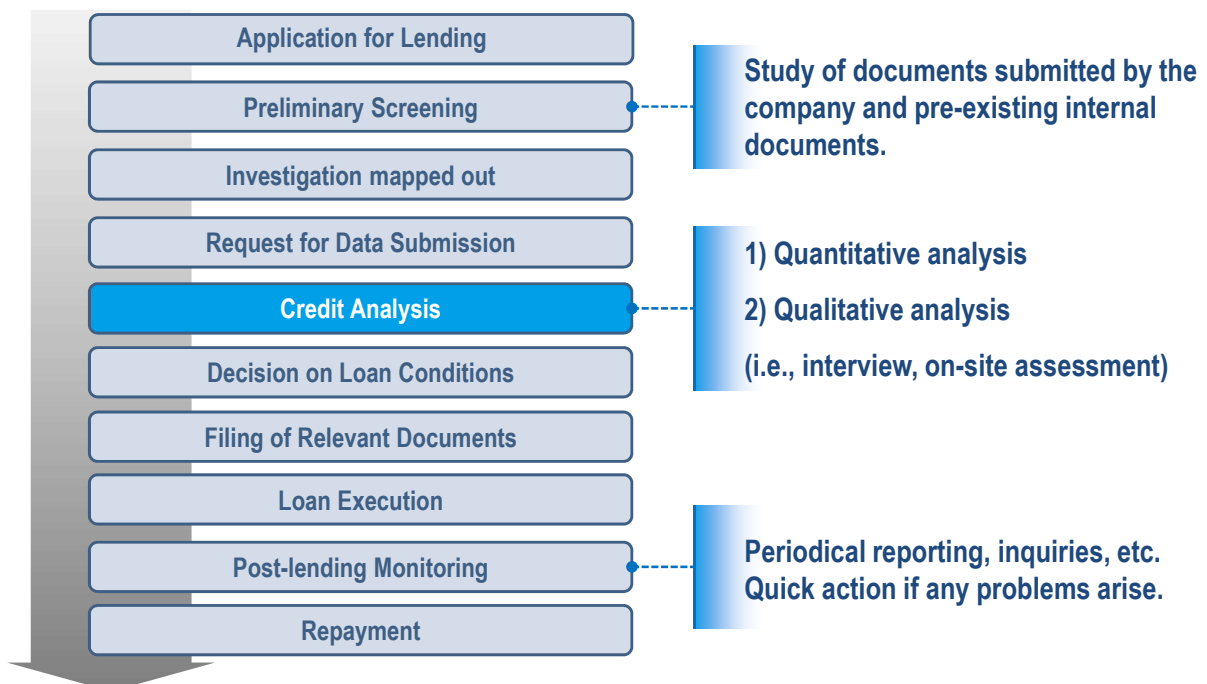 Application for Lending
Preliminary Screening
Study of documents submitted by the
company and pre-existing internal
documents.
Investigation mapped out
Request for Data Submission
Credit Analysis
1) Quantitative analysis
2) Qualitative analysis
(i.e., interview, on-site assessment)
Decision on Loan Conditions
Filing of Relevant Documents
Loan Execution
Post-lending Monitoring
Periodical reporting, inquiries, etc.
Quick action if any problems arise.
Repayment